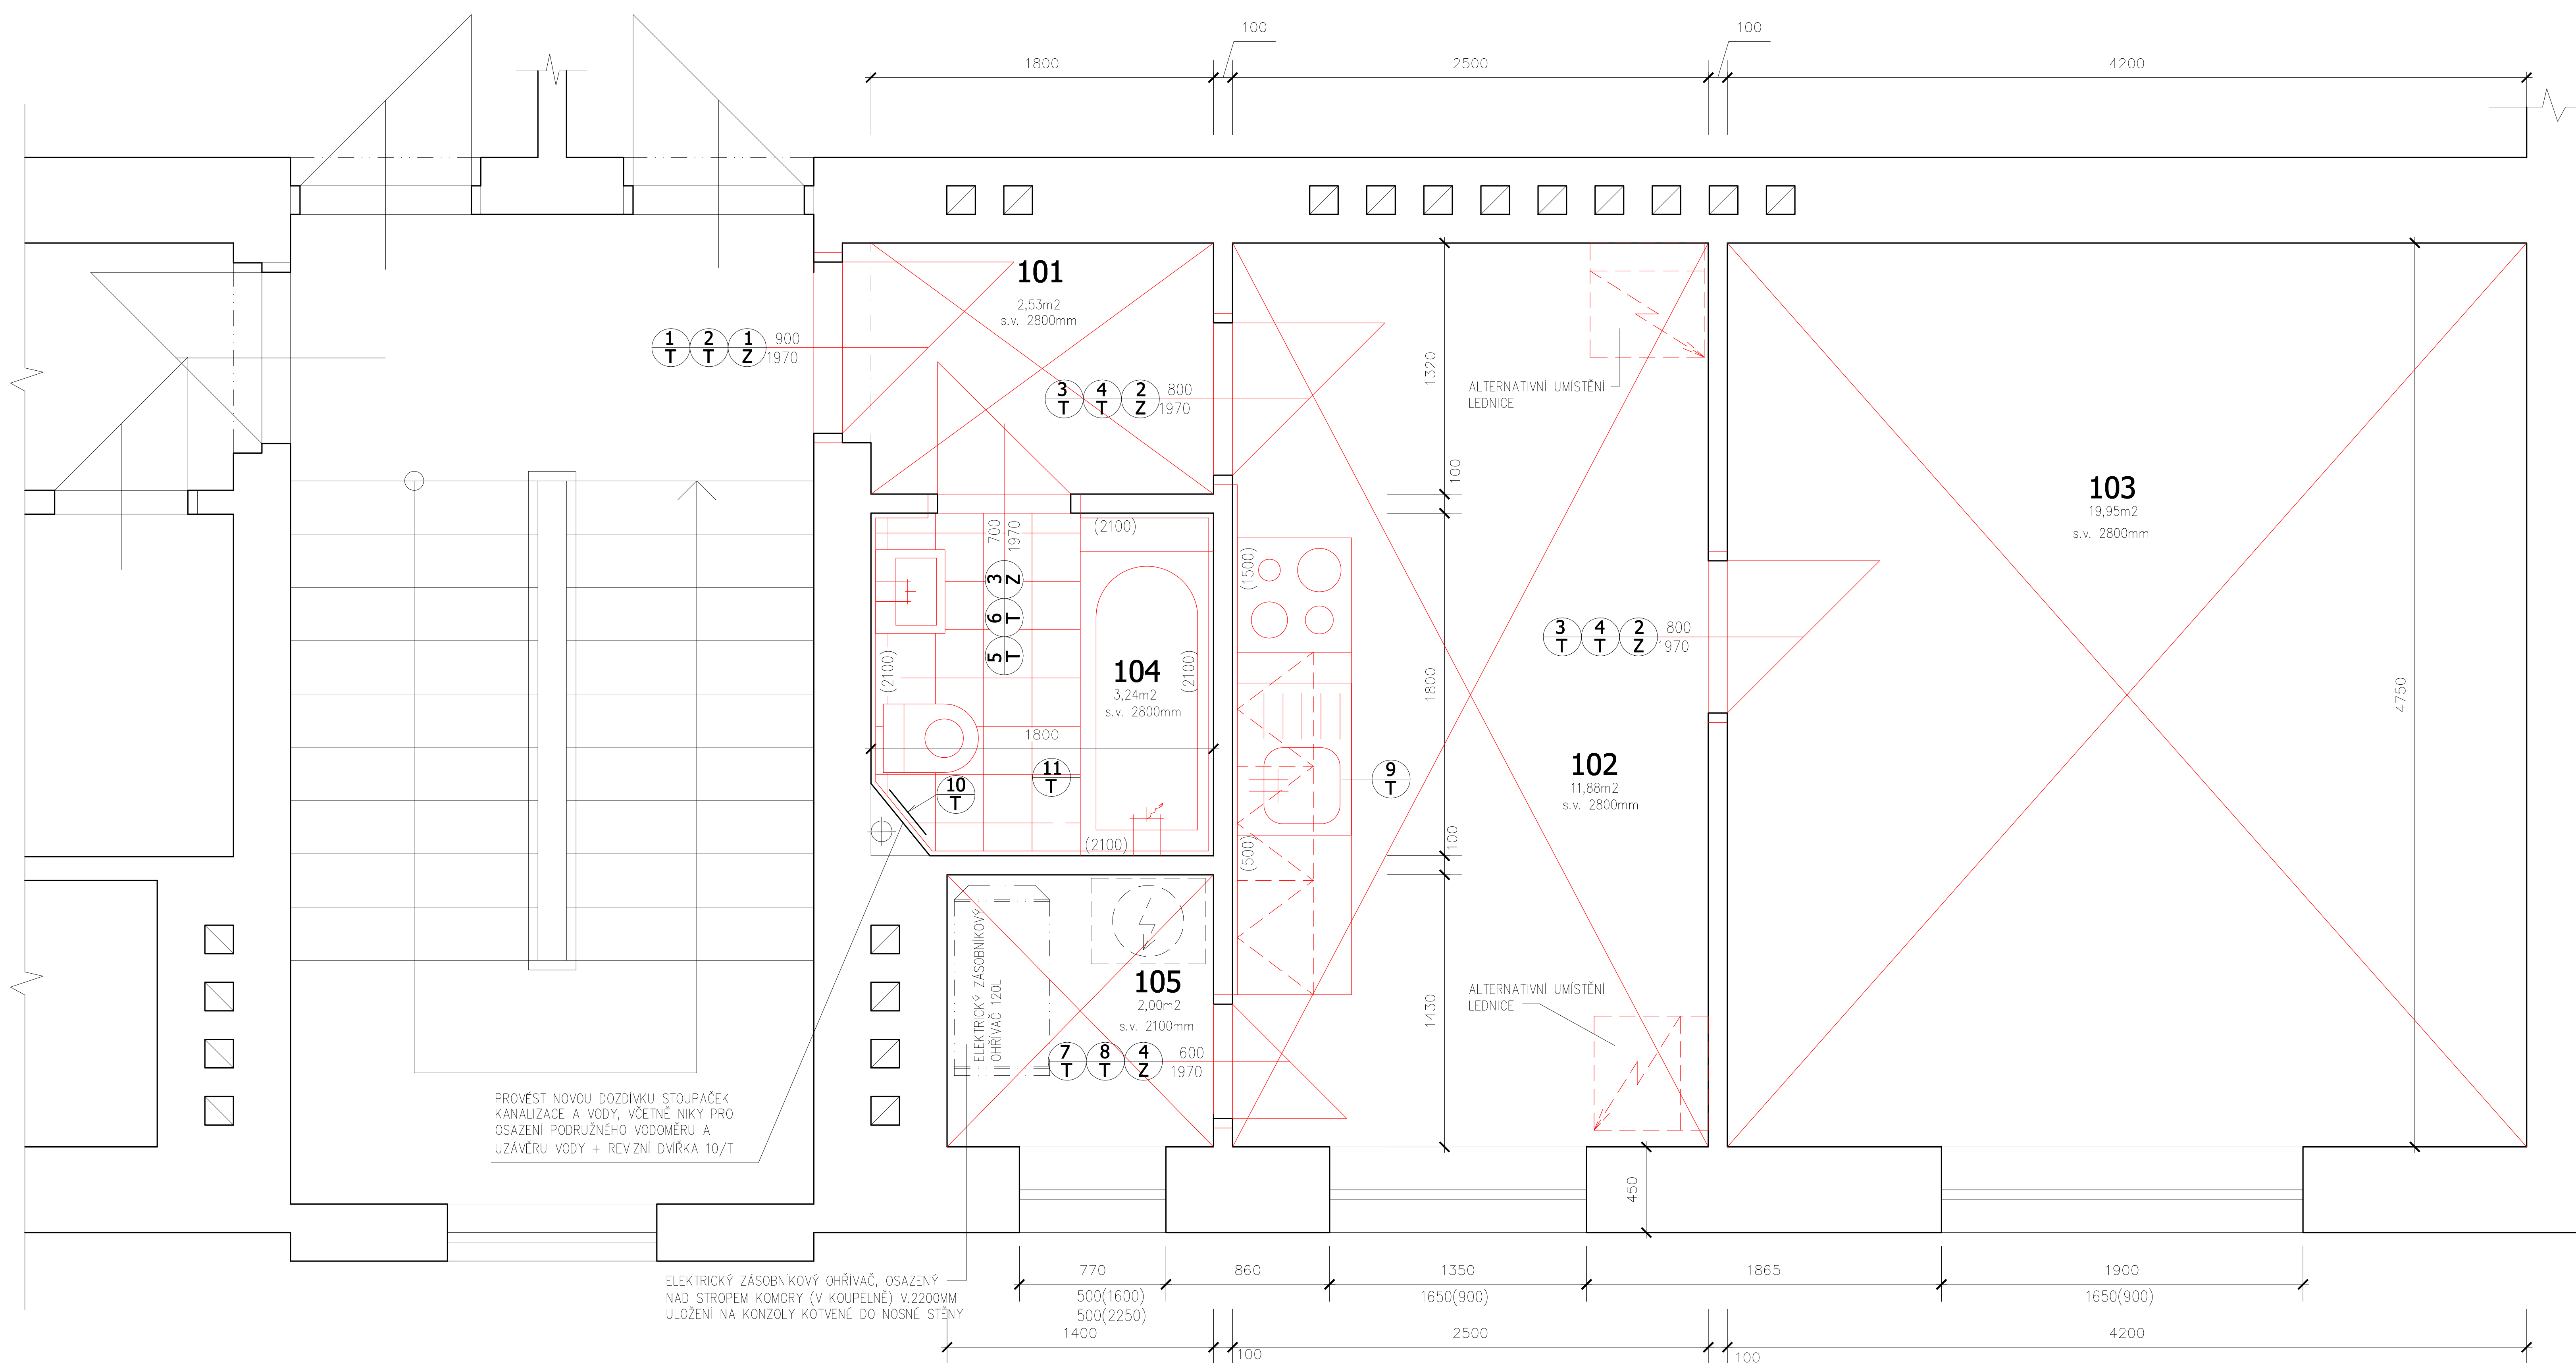 100
100
1800
2500
4200
101
2,53m2
s.v. 2800mm
1
T
2
T
1
Z
900
1970
3
T
4
T
2
Z
800
1970
1320
ALTERNATIVNÍ UMÍSTĚNÍ
LEDNICE
100
103
19,95m2
s.v. 2800mm
700
1970
(2100)
3
Z
6
T
5
T
(1500)
(2100)
104
3,24m2
s.v. 2800mm
(2100)
1800
3
T
4
T
2
Z
800
1970
1800
4750
10
T
11
T
9
T
102
11,88m2
s.v. 2800mm
(2100)
(500)
100
ELEKTRICKÝ ZÁSOBNÍKOVÝ
OHŘÍVAČ 120L
105
2,00m2
s.v. 2100mm
7
T
8
T
4
Z
600
1970
1430
ALTERNATIVNÍ UMÍSTĚNÍ
LEDNICE
PROVÉST NOVOU DOZDÍVKU STOUPAČEK
KANALIZACE A VODY, VČETNĚ NIKY PRO
OSAZENÍ PODRUŽNÉHO VODOMĚRU A
UZÁVĚRU VODY + REVIZNÍ DVÍŘKA 10/T
450
ELEKTRICKÝ ZÁSOBNÍKOVÝ OHŘÍVAČ, OSAZENÝ
NAD STROPEM KOMORY (V KOUPELNĚ) V.2200MM
ULOŽENÍ NA KONZOLY KOTVENÉ DO NOSNÉ STĚNY
770
860
1350
1865
1900
500(1600)
500(2250)
1650(900)
1650(900)
1400
100
2500
100
4200